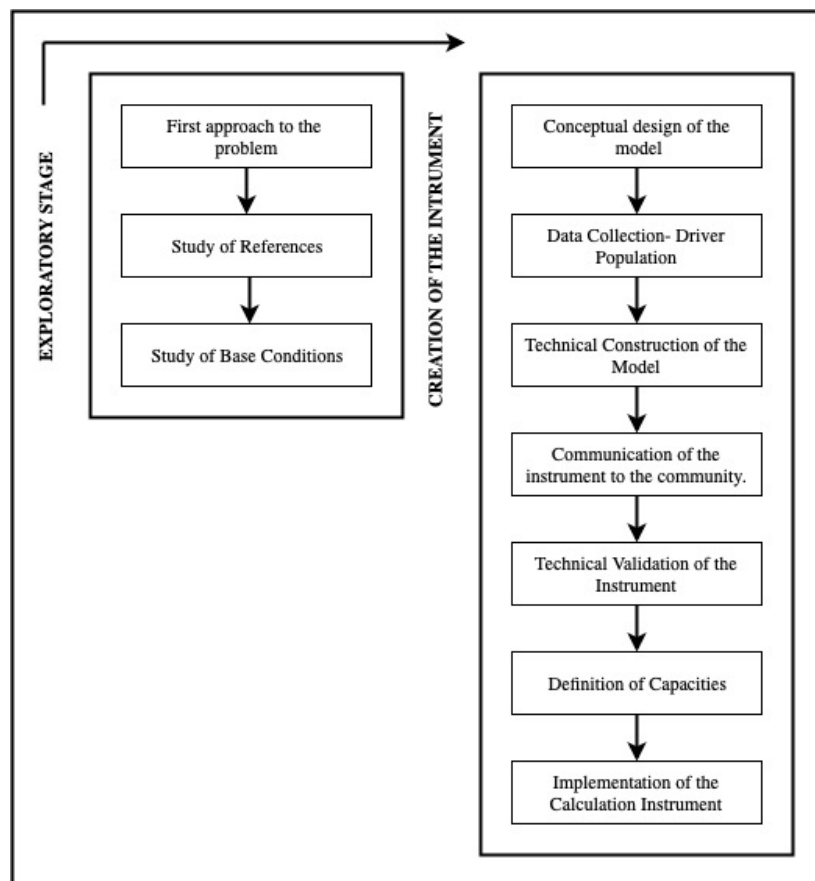 EXPLORATORY STAGE
First approach to the
problem
Study of References
Study of Base Conditions
CREATION OF THE INTRUMENT
Conceptual design of the
model
Data Collection- Driver
Population
Technical Construction of the
Model
Communication of the
instrument to the community.
Technical Validation of the
Instrument
Definition of Capacities
Implementation of the
Calculation Instrument